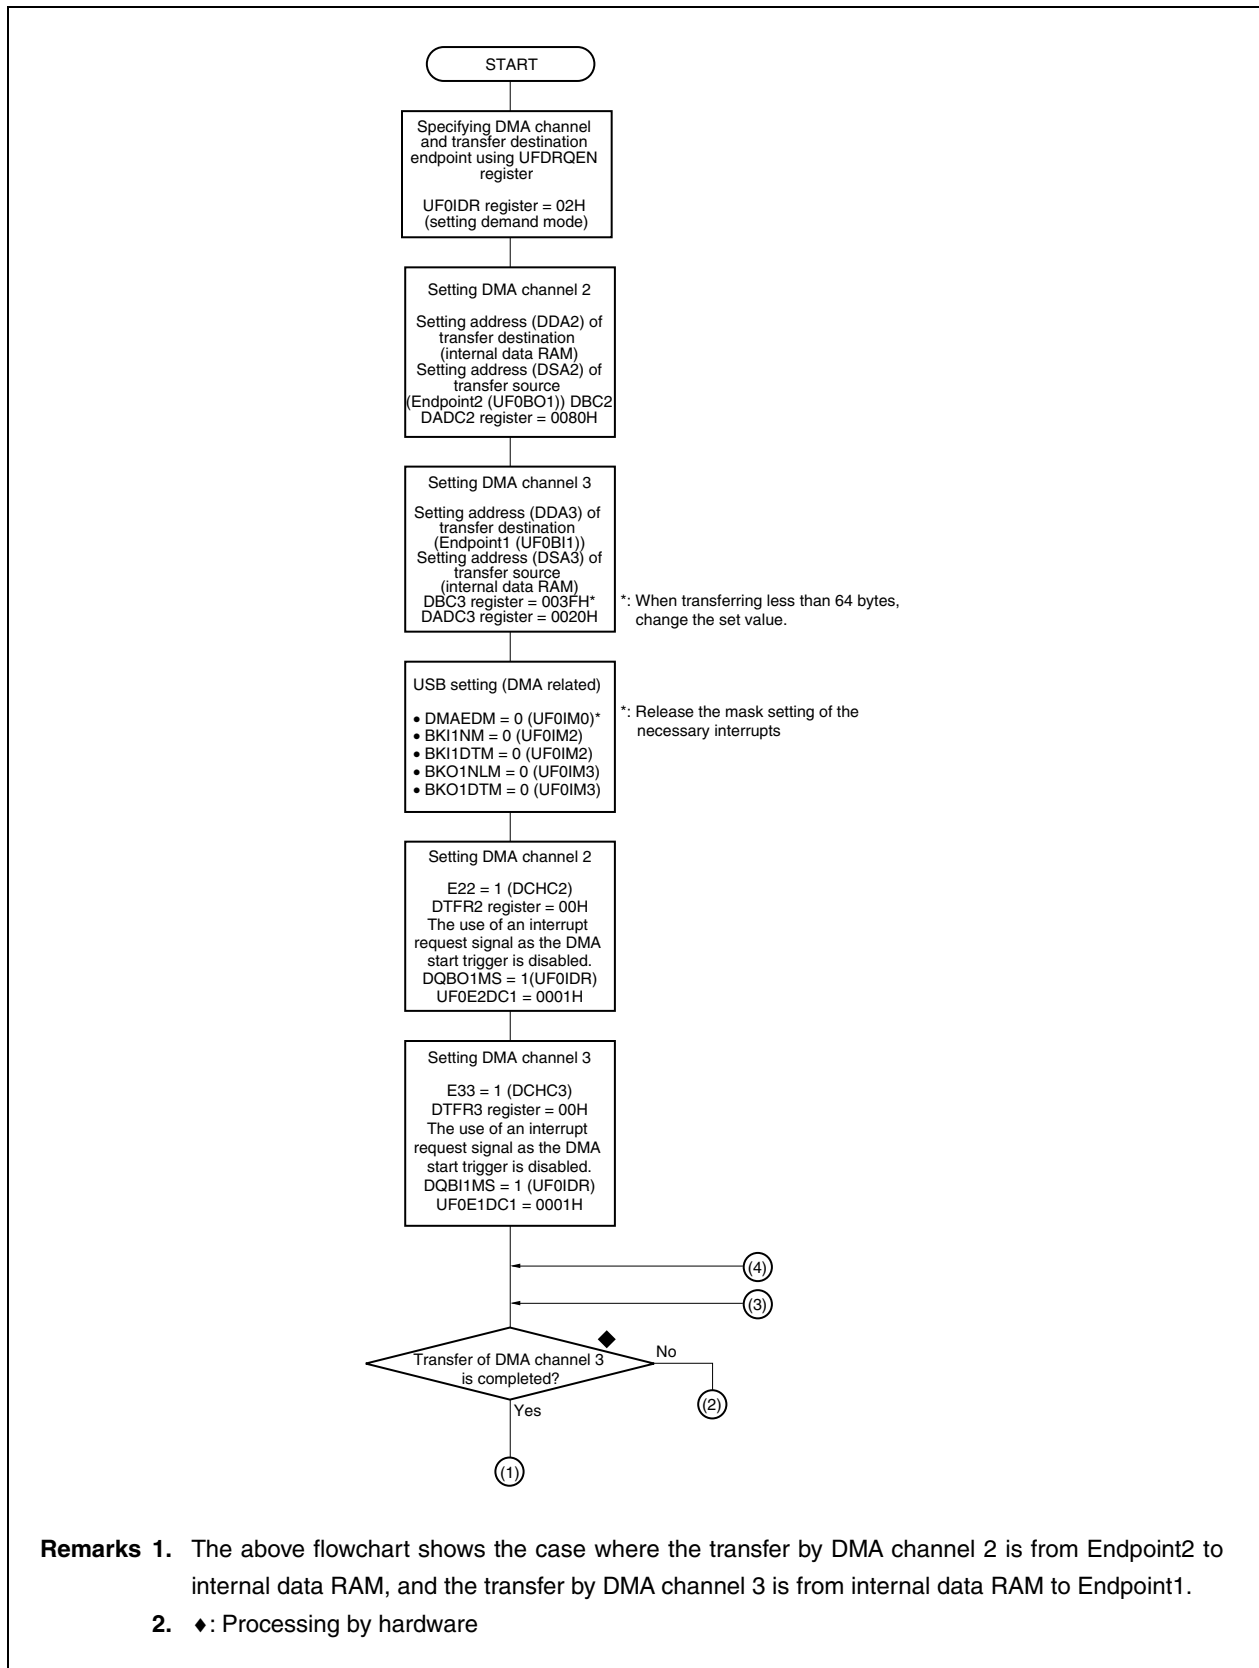 START
Specifying DMA channel
and transfer destination
endpoint using UFDRQEN
register
UF0IDR register = 02H
(setting demand mode)
Setting DMA channel 2
Setting address (DDA2) of
transfer destination
(internal data RAM)
Setting address (DSA2) of
transfer source
(Endpoint2 (UF0BO1)) DBC2
DADC2 register = 0080H
Setting DMA channel 3
Setting address (DDA3) of
transfer destination
(Endpoint1 (UF0BI1))
Setting address (DSA3) of
transfer source
(internal data RAM)
DBC3 register = 003FH*
DADC3 register = 0020H
*: When transferring less than 64 bytes,
change the set value.
USB setting (DMA related)
• DMAEDM = 0 (UF0IM0)*
• BKI1NM = 0 (UF0IM2)
• BKI1DTM = 0 (UF0IM2)
• BKO1NLM = 0 (UF0IM3)
• BKO1DTM = 0 (UF0IM3)
*: Release the mask setting of the
necessary interrupts
Setting DMA channel 2
E22 = 1 (DCHC2)
DTFR2 register = 00H
The use of an interrupt
request signal as the DMA
start trigger is disabled.
DQBO1MS = 1(UF0IDR)
UF0E2DC1 = 0001H
Setting DMA channel 3
E33 = 1 (DCHC3)
DTFR3 register = 00H
The use of an interrupt
request signal as the DMA
start trigger is disabled.
DQBI1MS = 1 (UF0IDR)
UF0E1DC1 = 0001H
(4)
(3)
◆
Transfer of DMA channel 3
is completed?
No
(2)
Yes
(1)
Remarks 1. The above flowchart shows the case where the transfer by DMA channel 2 is from Endpoint2 to
internal data RAM, and the transfer by DMA channel 3 is from internal data RAM to Endpoint1.
2. ♦: Processing by hardware